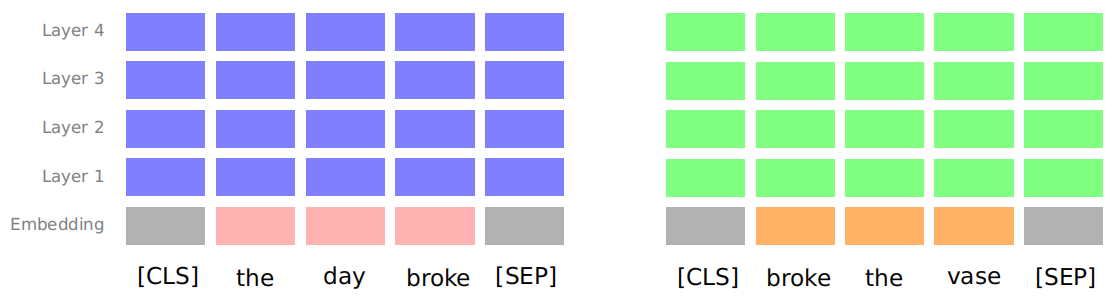 Layer 4
Layer 3
Layer 2
Layer 1
Embedding
[CLS] the day broke [SEP] [CLS] broke the vase [SEP]